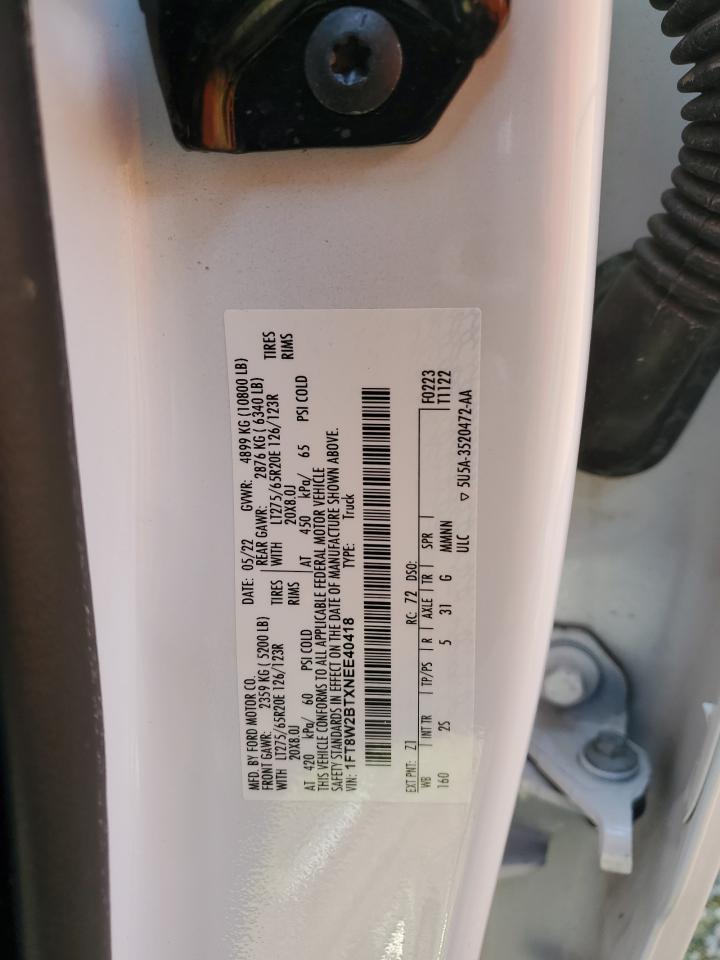 MFD. BY FORD MOTOR CO. DATE: 05/22 GVWR: 4899 KG (10800 LB)
FRONT GAWR: 2359 KG ( 5200 LB) REAR GAWR: 2876 KG ( 6340 LB)
WITH LT275/65R20E 126/123R TIRES WITH LT275/65R20E 126/123R TIRES
20X8.0J RIMS 20X8.0J RIMS
AT 420 kPa/ 60 PSI COLD AT 450 kPa/ 65 PSI COLD
THIS VEHICLE CONFORMS TO ALL APPLICABLE FEDERAL MOTOR VEHICLE
SAFETY STANDARDS IN EFFECT ON THE DATE OF MANUFACTURE SHOWN ABOVE.
VIN: 1FT8W2BTXNEE40418 TYPE: Truck
EXT PNT: Z1 RC: 72 DSO:
WB INT TR TP/PS R AXLE TR SPR F0223
160 2S 5 31 G MMNN T1122
ULC ▽ 5U5A-3520472-AA